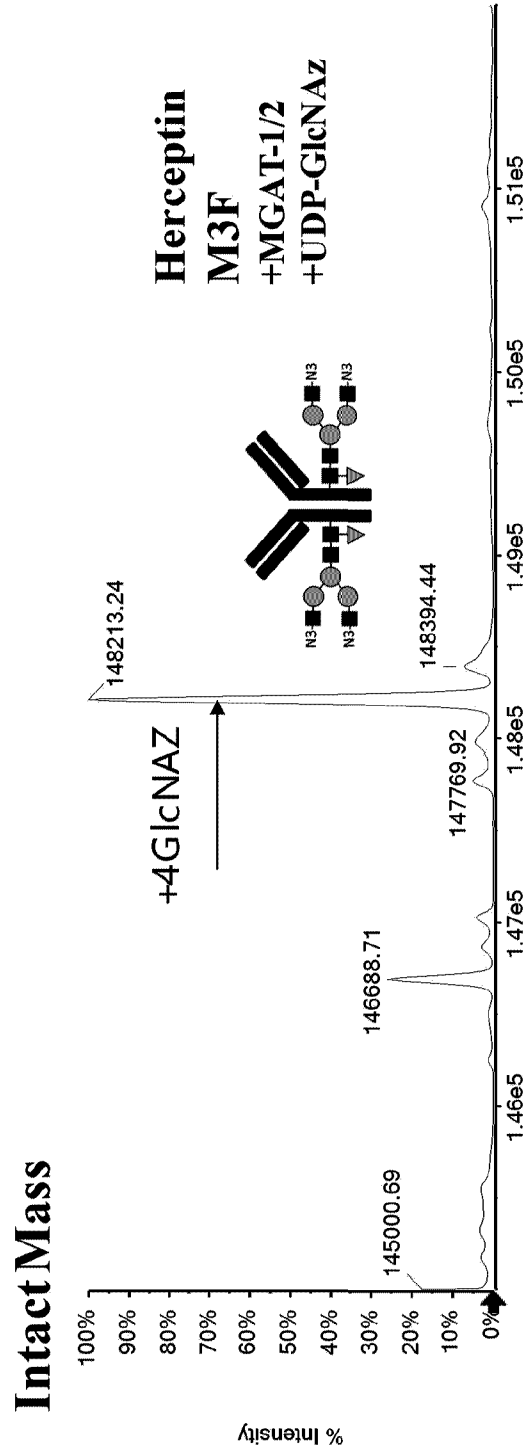 Intact Mass
Herceptin
M3F
+MGAT-1/2
+UDP-GlcNAz
+4GlcNAZ
148213.24
148394.44
147769.92
146688.71
145000.69
N3-
N3-
-N3
-N3
% Intensity
100%
90%
80%
70%
60%
50%
40%
30%
20%
10%
0%
1.46e5
1.47e5
1.48e5
1.49e5
1.50e5
1.51e5